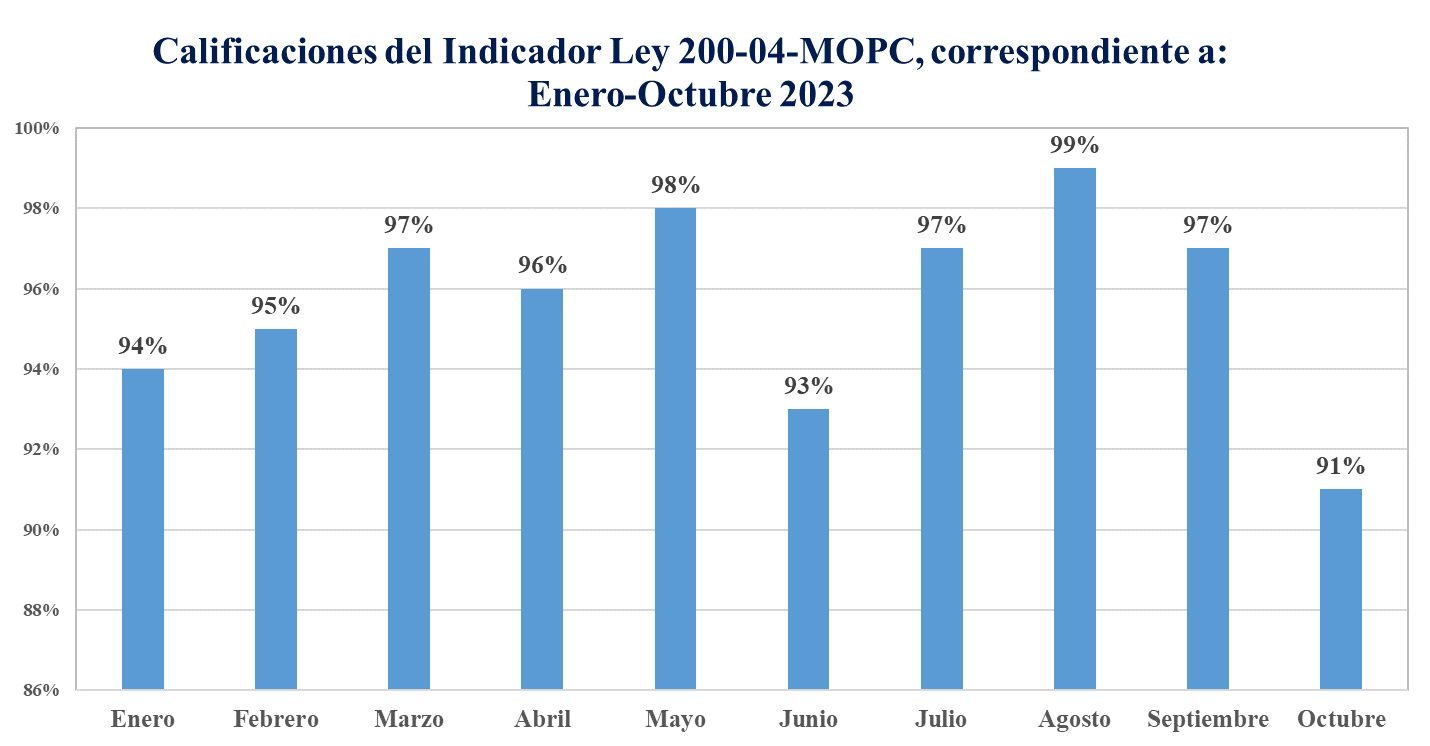 Calificaciones del Indicador Ley 200-04-MOPC, correspondiente a:
Enero-Octubre 2023
100%
98%
96%
94%
92%
90%
88%
86%
94%
95%
97%
96%
98%
93%
97%
99%
97%
91%
Enero
Febrero
Marzo
Abril
Mayo
Junio
Julio
Agosto
Septiembre
Octubre